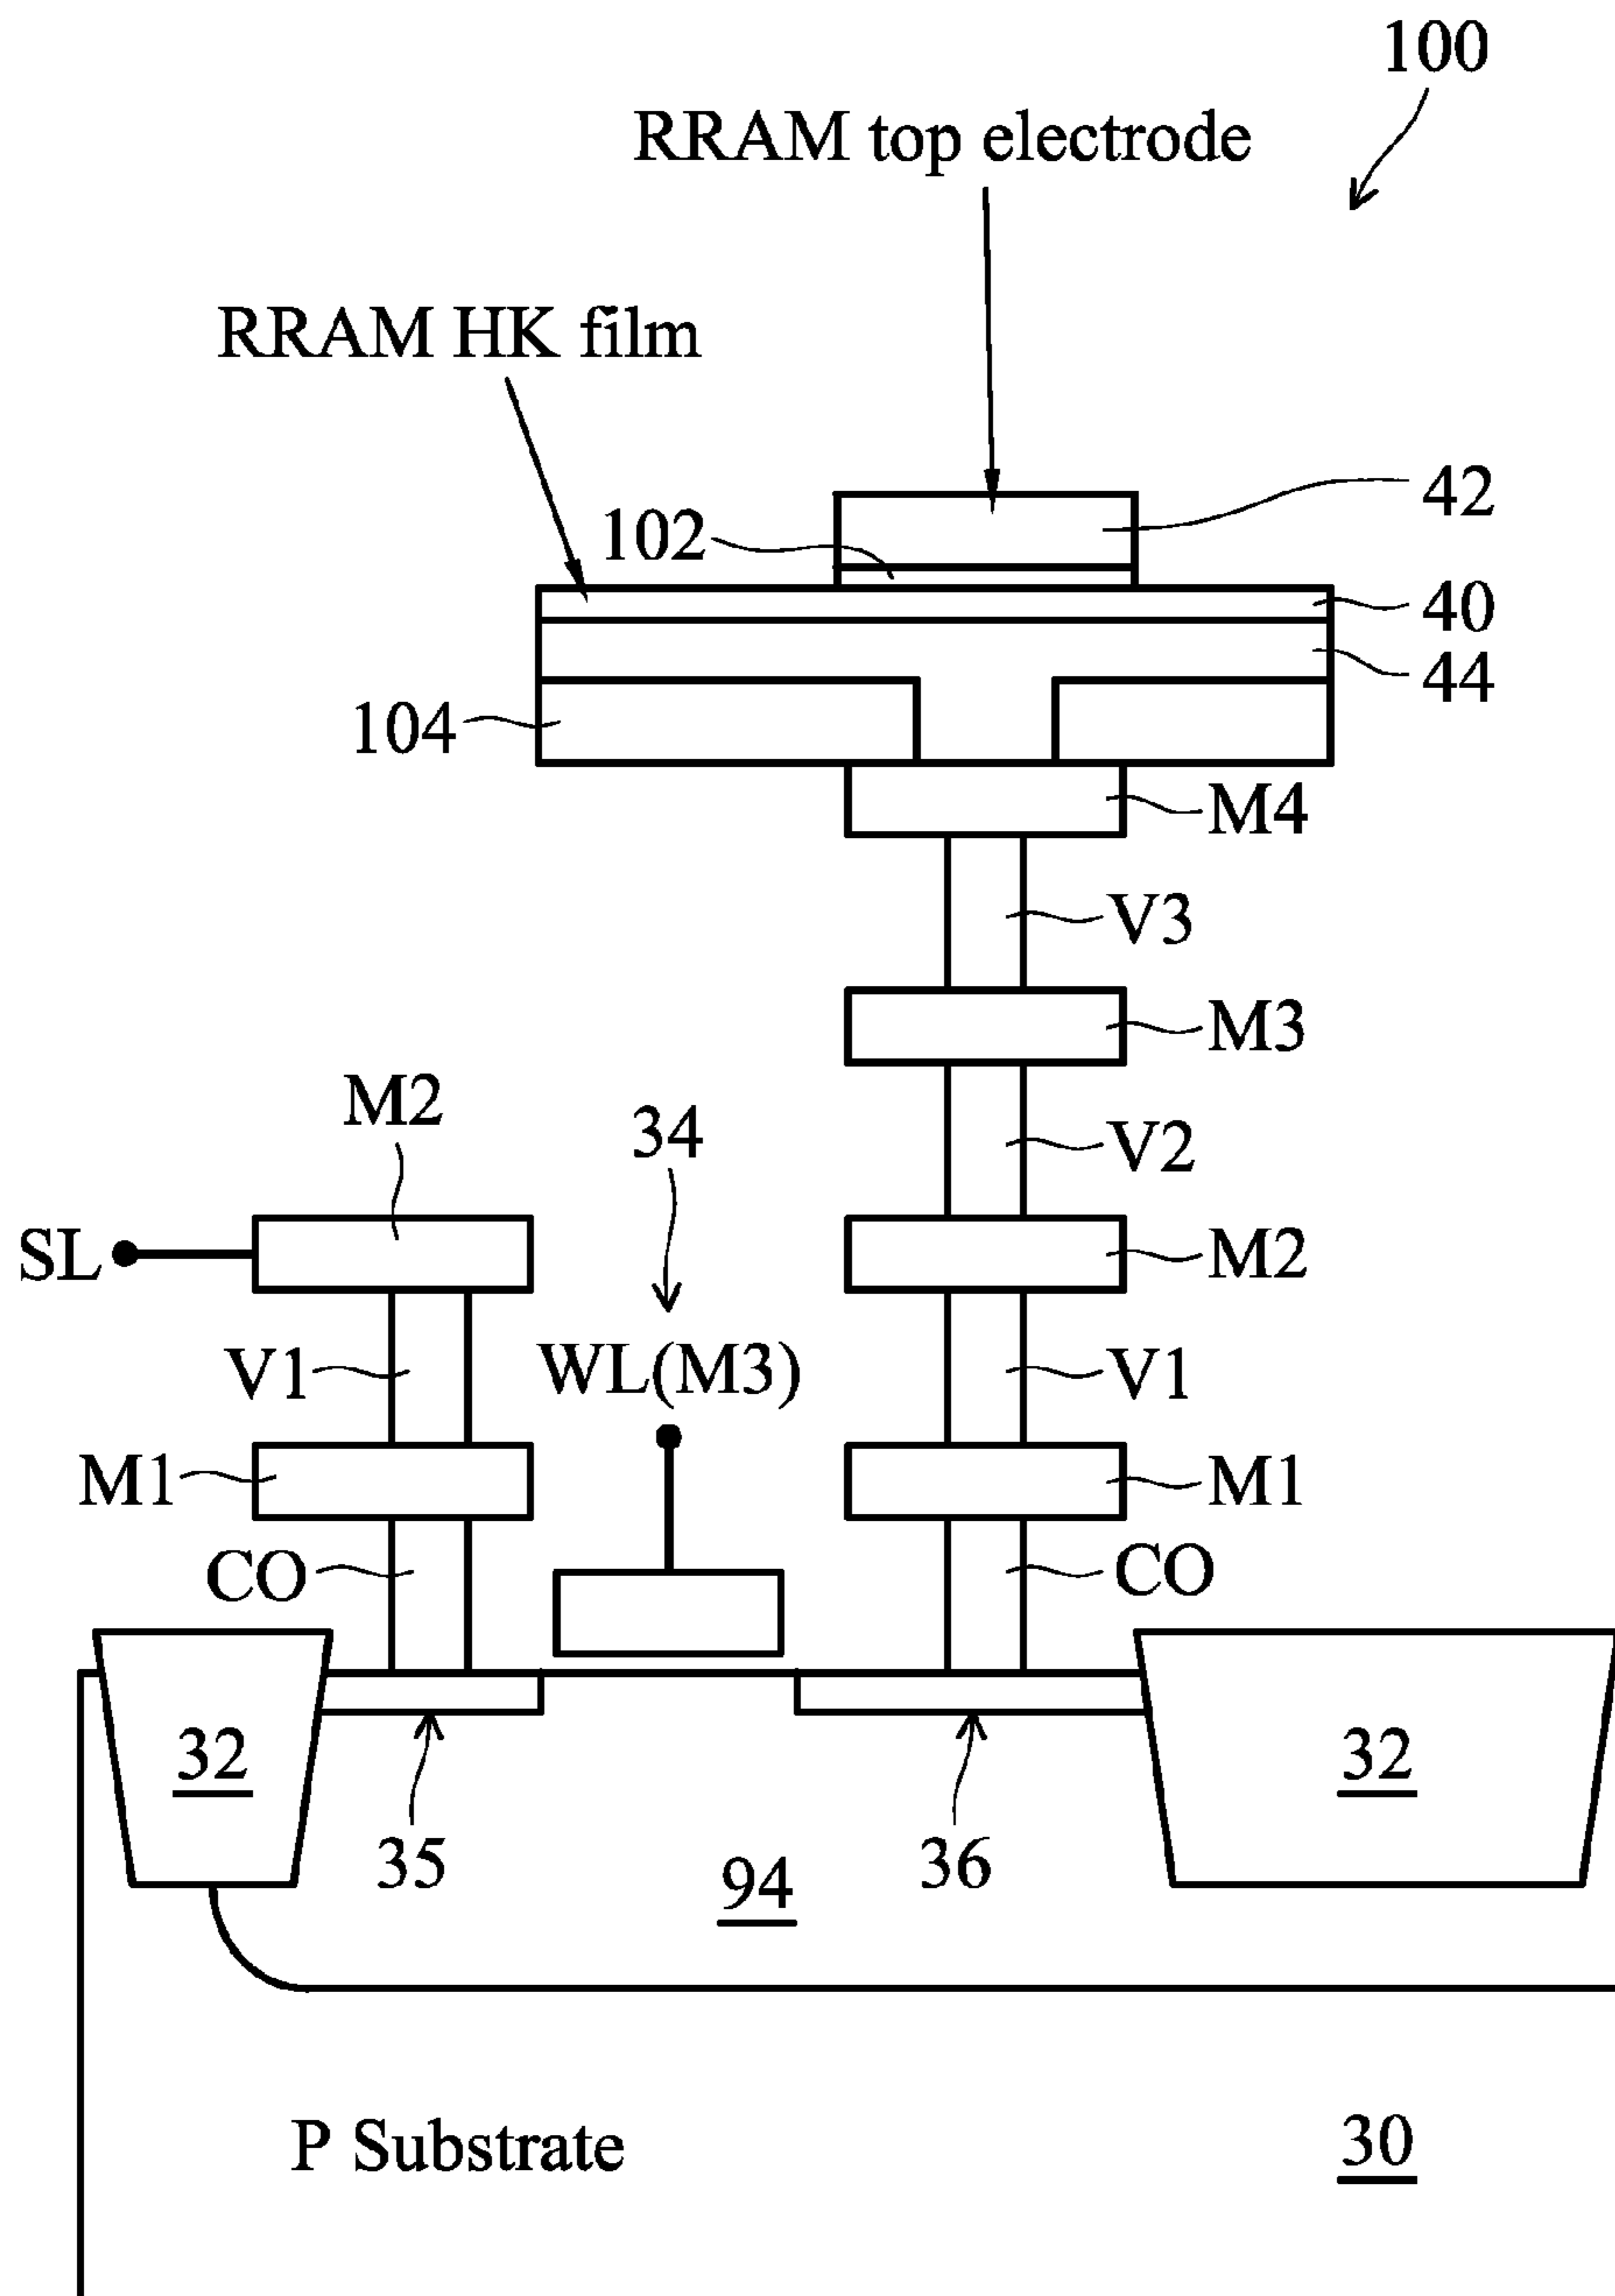 100
RRAM top electrode
RRAM HK film
42
102
40
44
104
M4
V3
M3
M2
34
V2
SL
M2
V1
WL(M3)
V1
M1
M1
CO
CO
32
32
35
36
94
P Substrate
30